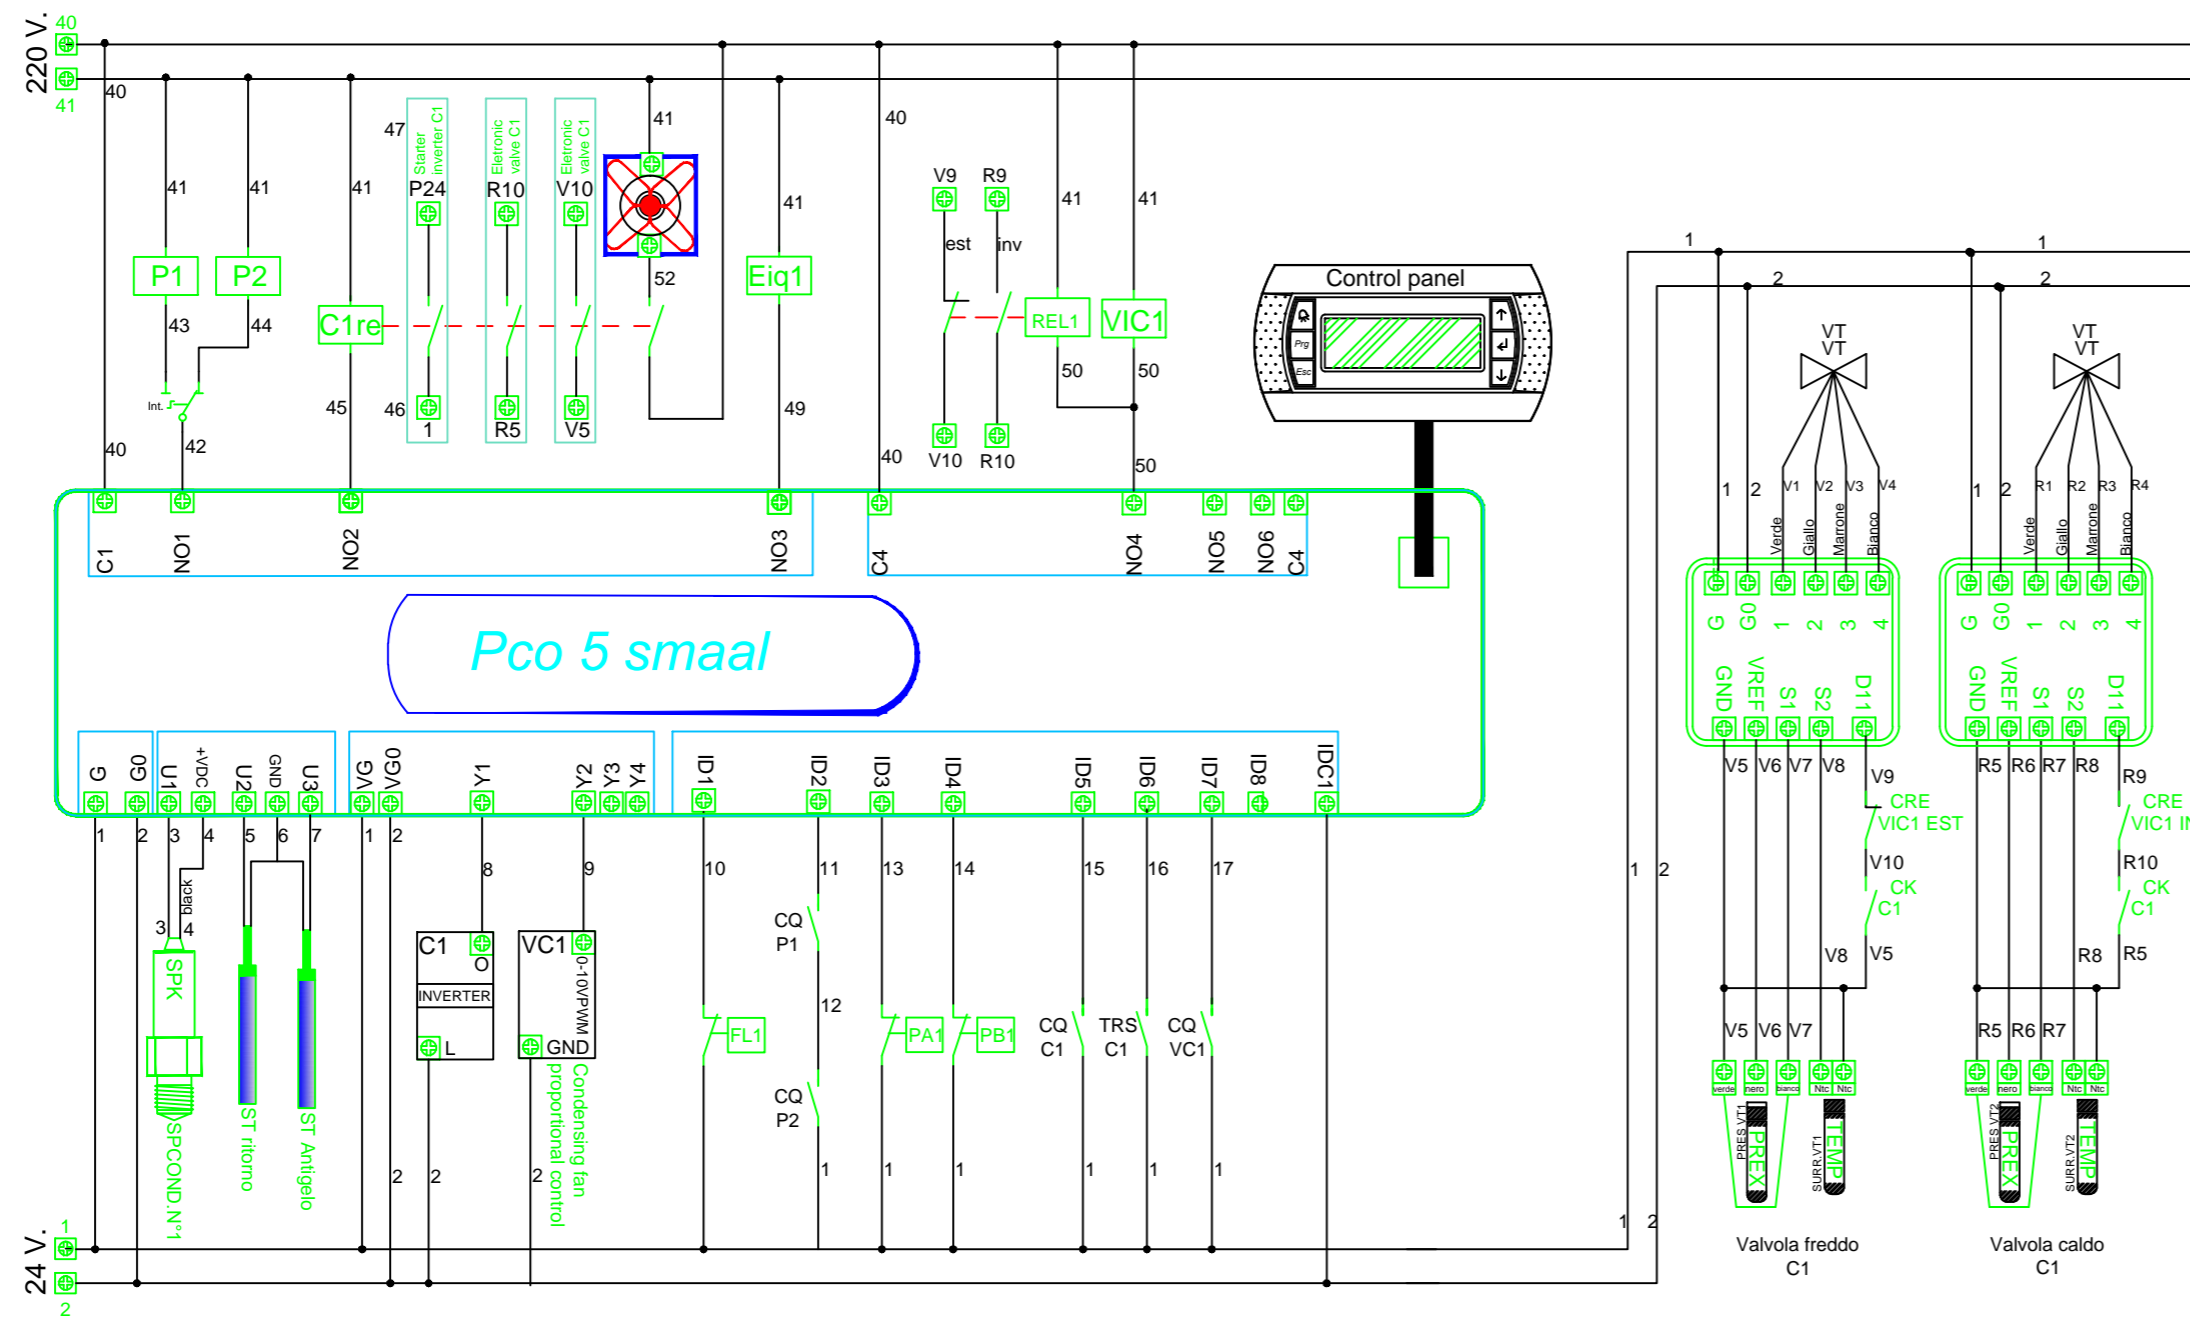 220 V.
40
41
40
41
41
41
47
Starter
inverter C1
P24
Eletronic
valve C1
R10
Eletronic
valve C1
V10
41
41
40
V9
R9
41
41
est
inv
P1
P2
C1re
52
Eiq1
REL1
VIC1
43
44
Int.
42
40
45
46
1
R5
V5
49
40
V10
R10
50
50
50
Control panel
Prg
Esc
C1
NO1
NO2
NO3
C4
NO4
NO5
NO6
C4
Pco 5 smaal
G
G0
U1
+VDC
U2
GND
U3
VG
VG0
Y1
Y2
Y3
Y4
ID1
ID2
ID3
ID4
ID5
ID6
ID7
ID8
IDC1
1
2
3
4
5
6
7
1
2
8
9
10
11
13
14
15
16
17
1
2
black
3
4
SPK
SPCOND.N°1
ST ritorno
ST Antigelo
C1
O
INVERTER
L
VC1
0-10VPWM
GND
Condensing fan
proportional control
FL1
CQ
P1
12
CQ
P2
PA1
PB1
CQ
C1
TRS
C1
CQ
VC1
2
2
2
1
1
1
1
1
1
1
2
24 V.
1
2
1
1
2
2
VT
VT
VT
VT
1
2
V1
V2
V3
V4
Verde
Giallo
Marrone
Bianco
1
2
R1
R2
R3
R4
Verde
Giallo
Marrone
Bianco
G
G0
1
2
3
4
G
G0
1
2
3
4
GND
VREF
S1
S2
D11
GND
VREF
S1
S2
D11
V5
V6
V7
V8
V9
CRE
VIC1 EST
V10
CK
C1
V8
V5
R5
R6
R7
R8
R9
CRE
VIC1 IN
R10
CK
C1
R8
R5
V5
V6
V7
R5
R6
R7
verde
nero
bianco
Ntc
Ntc
verde
nero
bianco
Ntc
Ntc
PRES VT1
PREX
SURR.VT1
TEMP
PRES VT2
PREX
SURR.VT2
TEMP
Valvola freddo
C1
Valvola caldo
C1